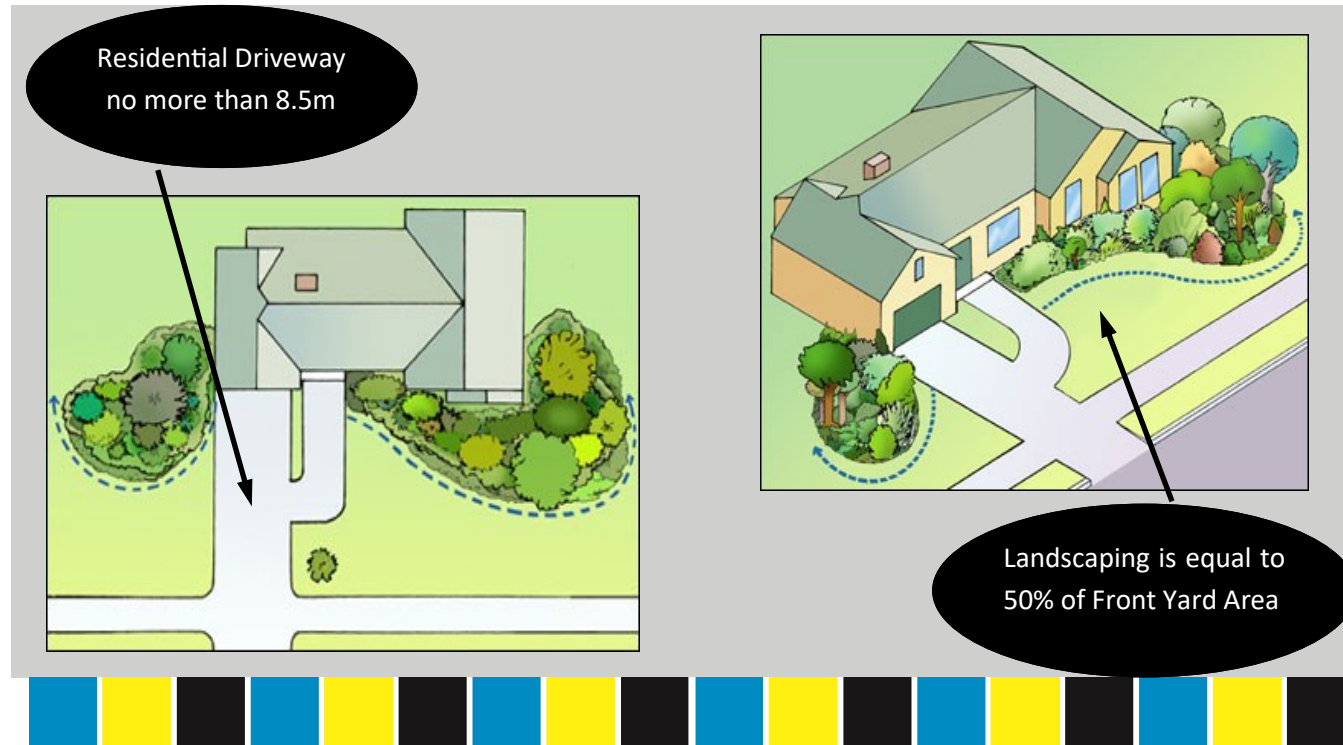 Residential Driveway
no more than 8.5m
Landscaping is equal to
50% of Front Yard Area